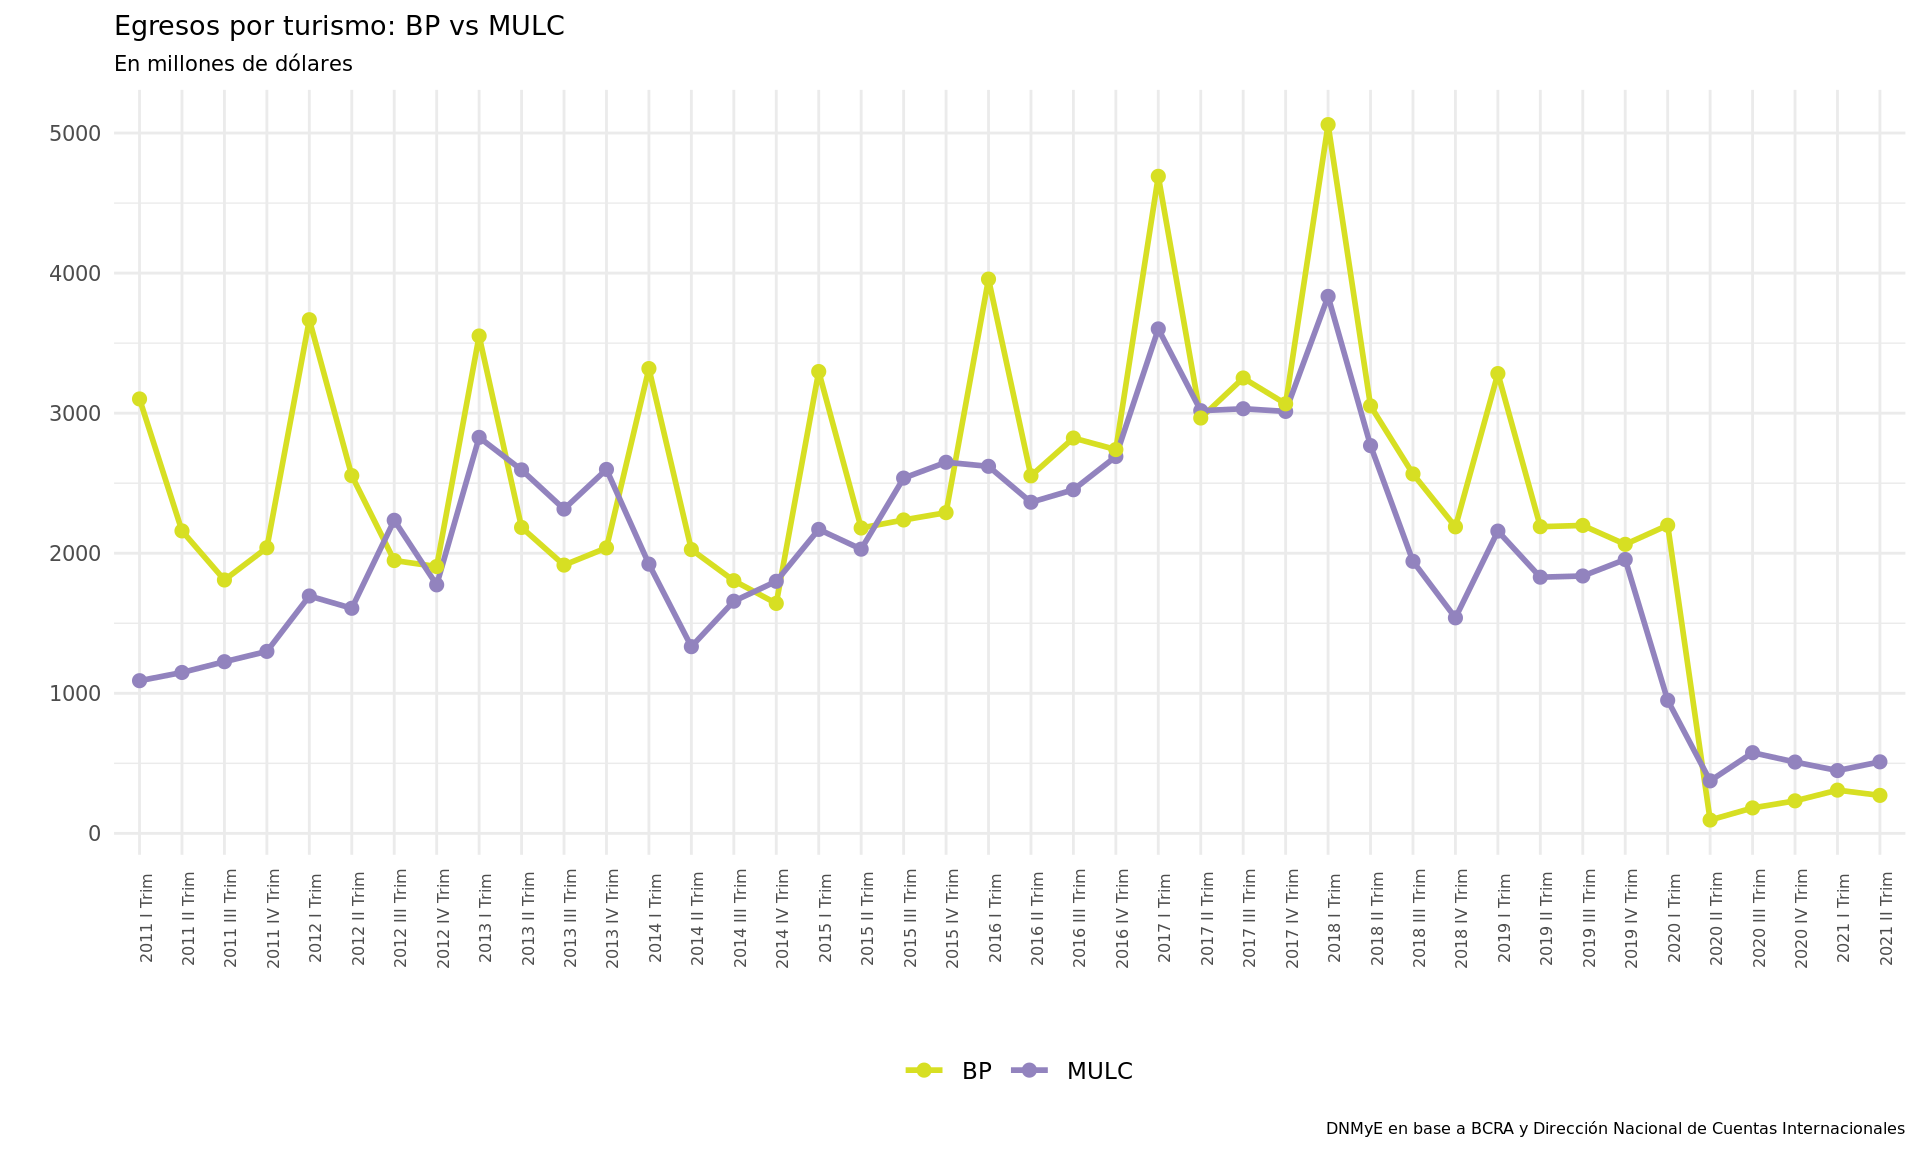 Egresos por turismo: BP vs MULC
En millones de dólares
5000
4000
3000
2000
1000
0
2011 I Trim
2011 II Trim
2011 III Trim
2011 IV Trim
2012 I Trim
2012 II Trim
2012 III Trim
2012 IV Trim
2013 I Trim
2013 II Trim
2013 III Trim
2013 IV Trim
2014 I Trim
2014 II Trim
2014 III Trim
2014 IV Trim
2015 I Trim
2015 II Trim
2015 III Trim
2015 IV Trim
2016 I Trim
2016 II Trim
2016 III Trim
2016 IV Trim
2017 I Trim
2017 II Trim
2017 III Trim
2017 IV Trim
2018 I Trim
2018 II Trim
2018 III Trim
2018 IV Trim
2019 I Trim
2019 II Trim
2019 III Trim
2019 IV Trim
2020 I Trim
2020 II Trim
2020 III Trim
2020 IV Trim
2021 I Trim
2021 II Trim
BP MULC
DNMyE en base a BCRA y Dirección Nacional de Cuentas Internacionales